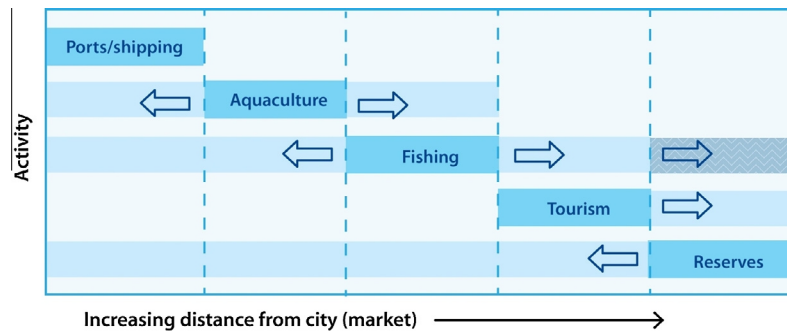 Ports/shipping
Aquaculture
Fishing
Tourism
Reserves
Activity
Increasing distance from city (market)